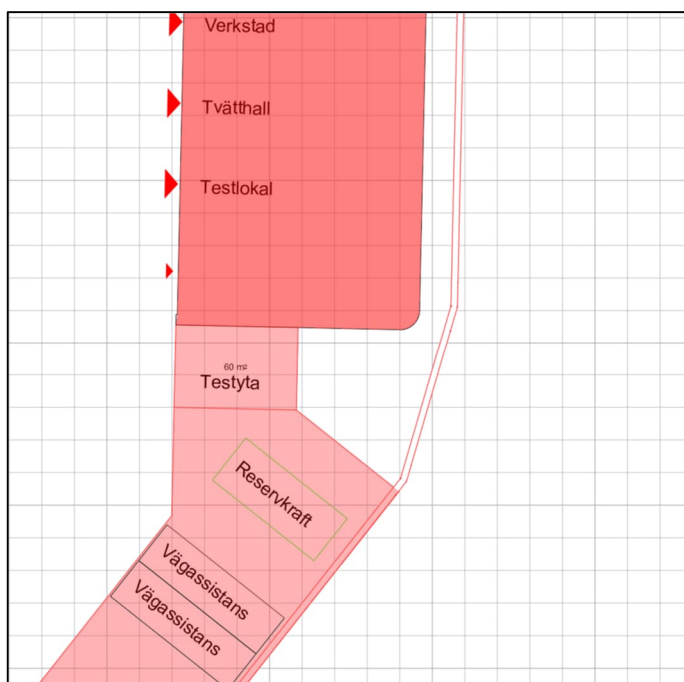 Verkstad
Tvätthall
Testlokal
60 m²
Testyta
Reservkraft
Vägassistans
Vägassistans